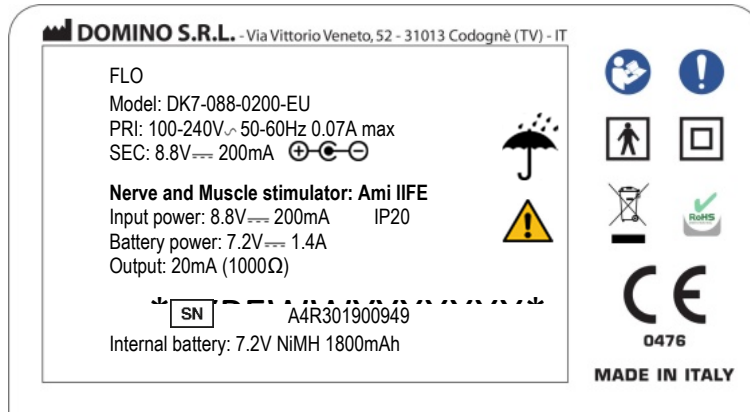 DOMINO S.R.L. - Via Vittorio Veneto, 52 - 31013 Codognè (TV) - IT
FLO
Model: DK7-088-0200-EU
PRI: 100-240V∿ 50-60Hz 0.07A max
SEC: 8.8V⎓ 200mA
Nerve and Muscle stimulator: Ami IIFE
Input power: 8.8V⎓ 200mA IP20
Battery power: 7.2V⎓ 1.4A
Output: 20mA (1000Ω)
SN A4R301900949
Internal battery: 7.2V NiMH 1800mAh
RoHS
CE
0476
MADE IN ITALY